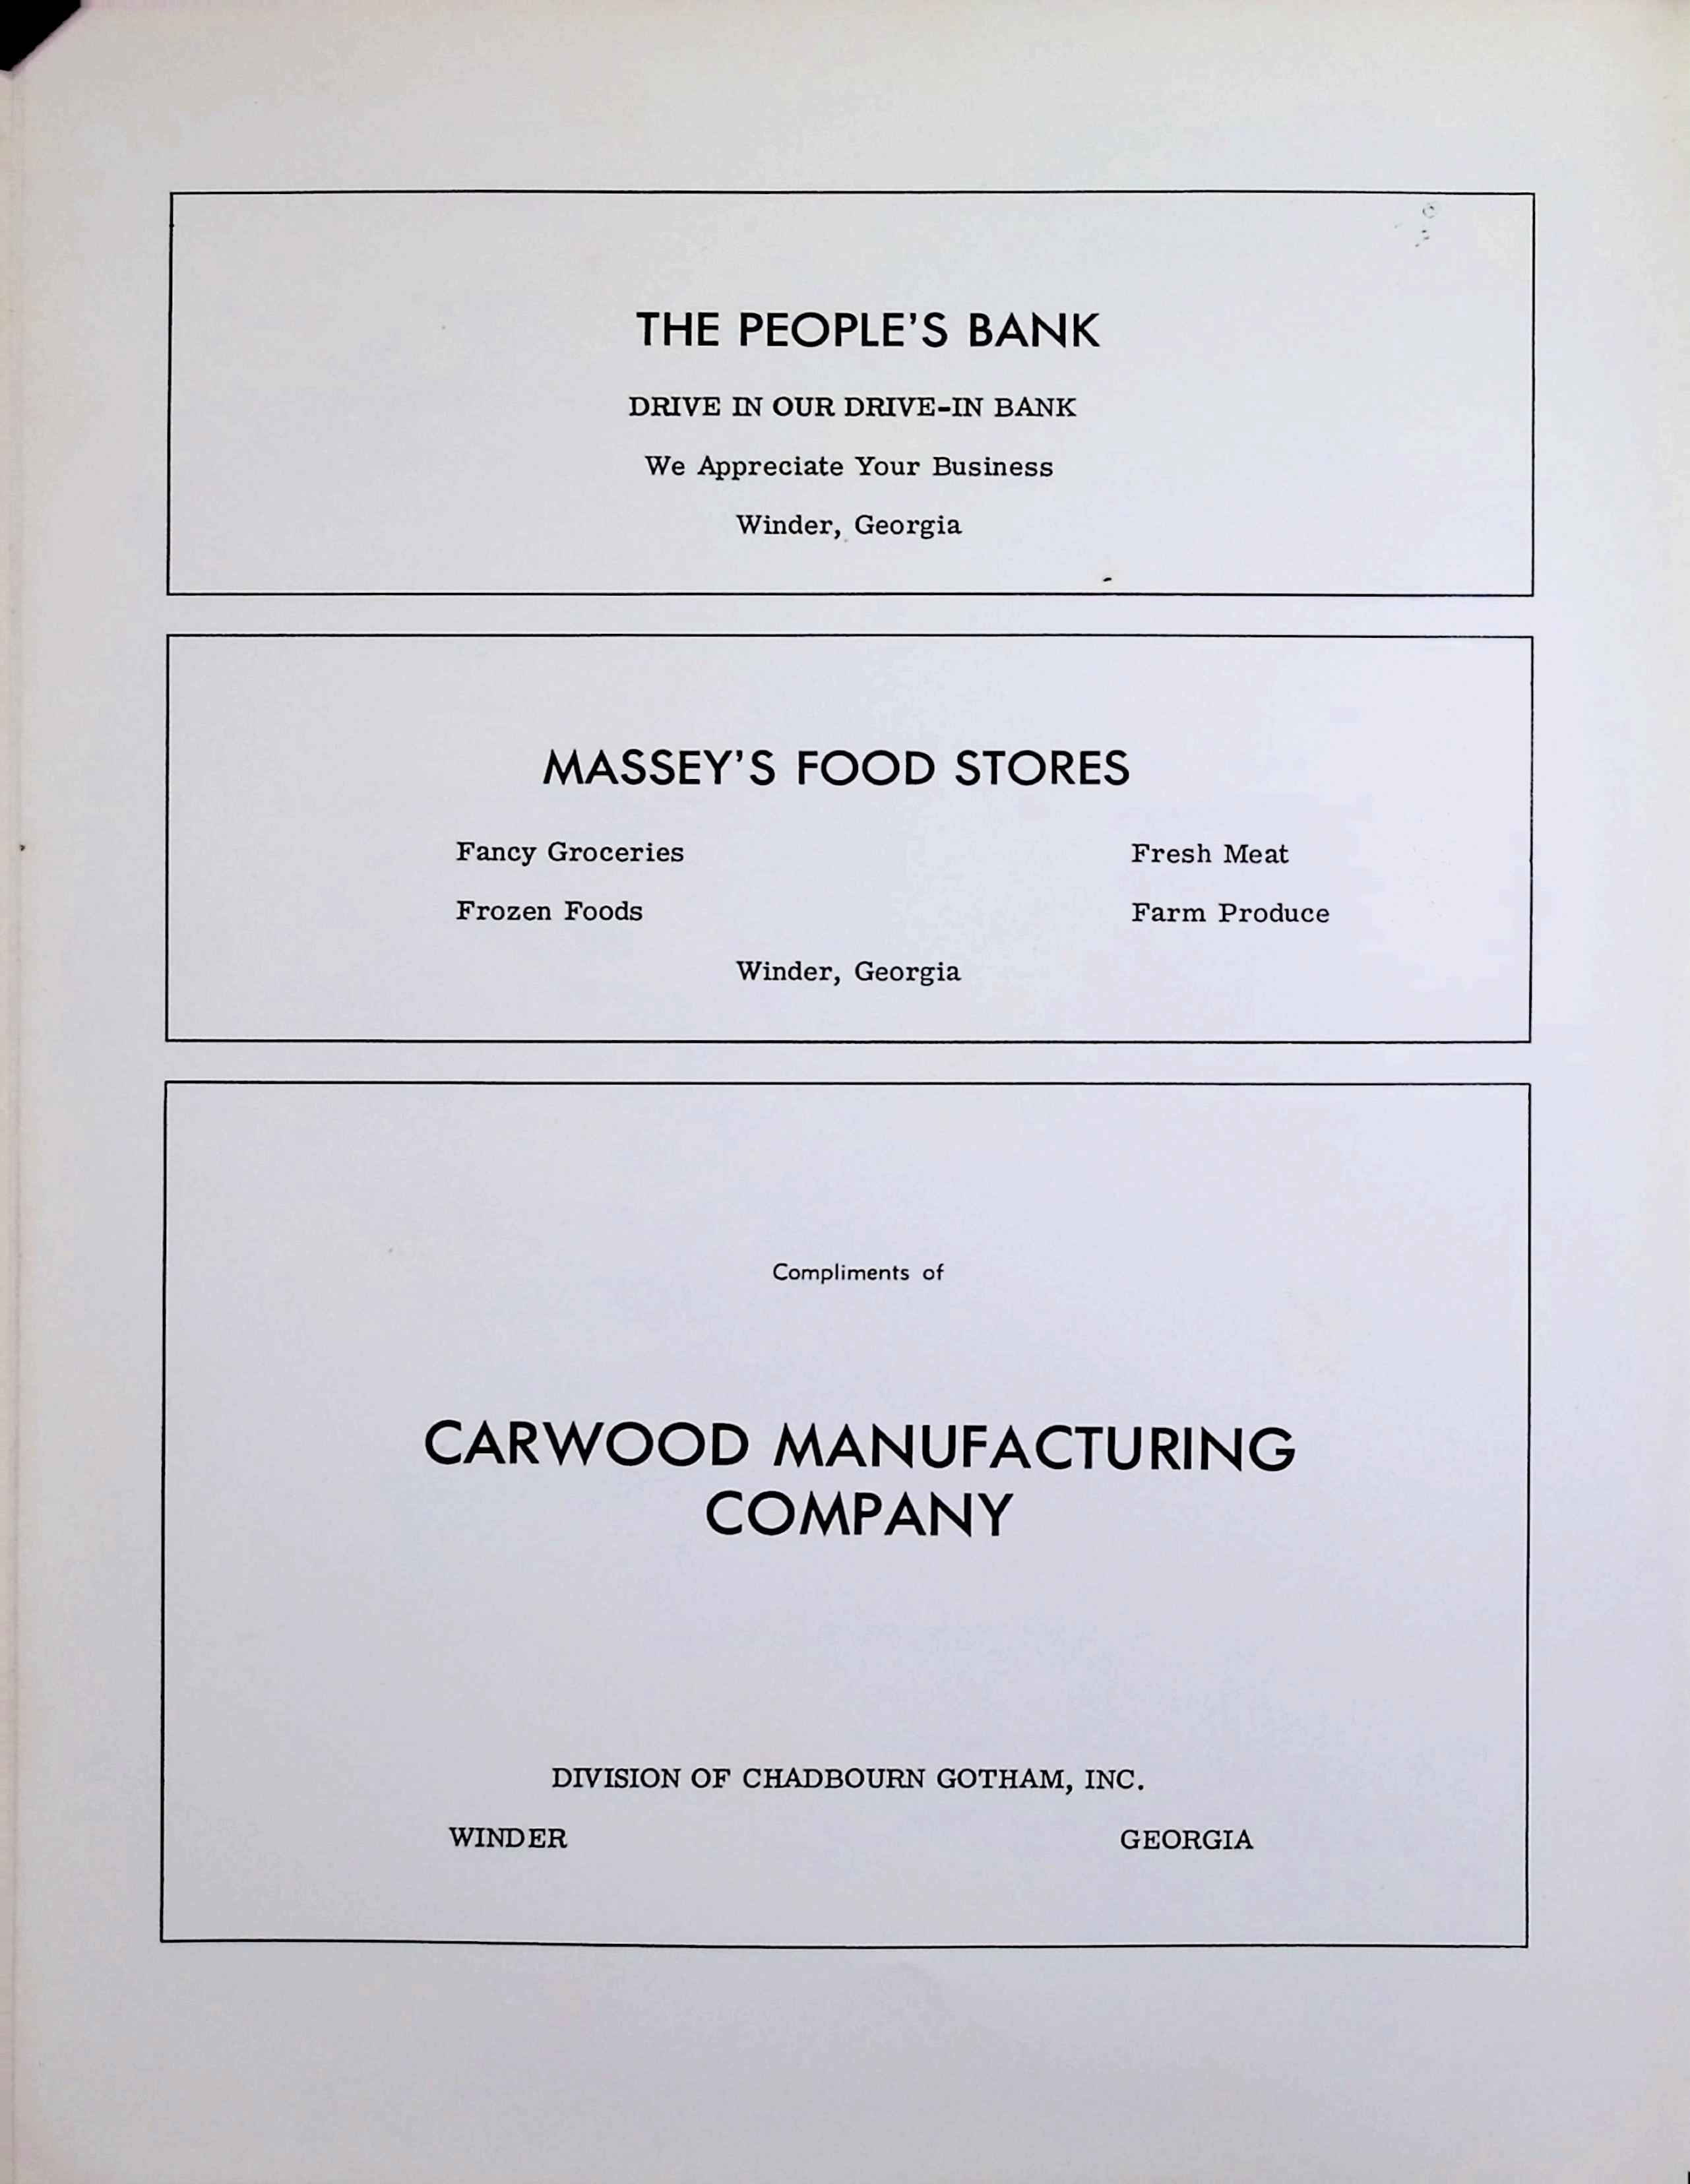 THE PEOPLE'S BANK
DRIVE IN OUR DRIVE-IN BANK
We Appreciate Your Business
Winder, Georgia
MASSEY'S FOOD STORES
Fancy Groceries Fresh Meat
Frozen Foods Farm Produce
Winder, Georgia
Compliments of
CARWOOD MANUFACTURING
COMPANY
DIVISION OF CHADBOURN GOTHAM, INC.
WINDER GEORGIA